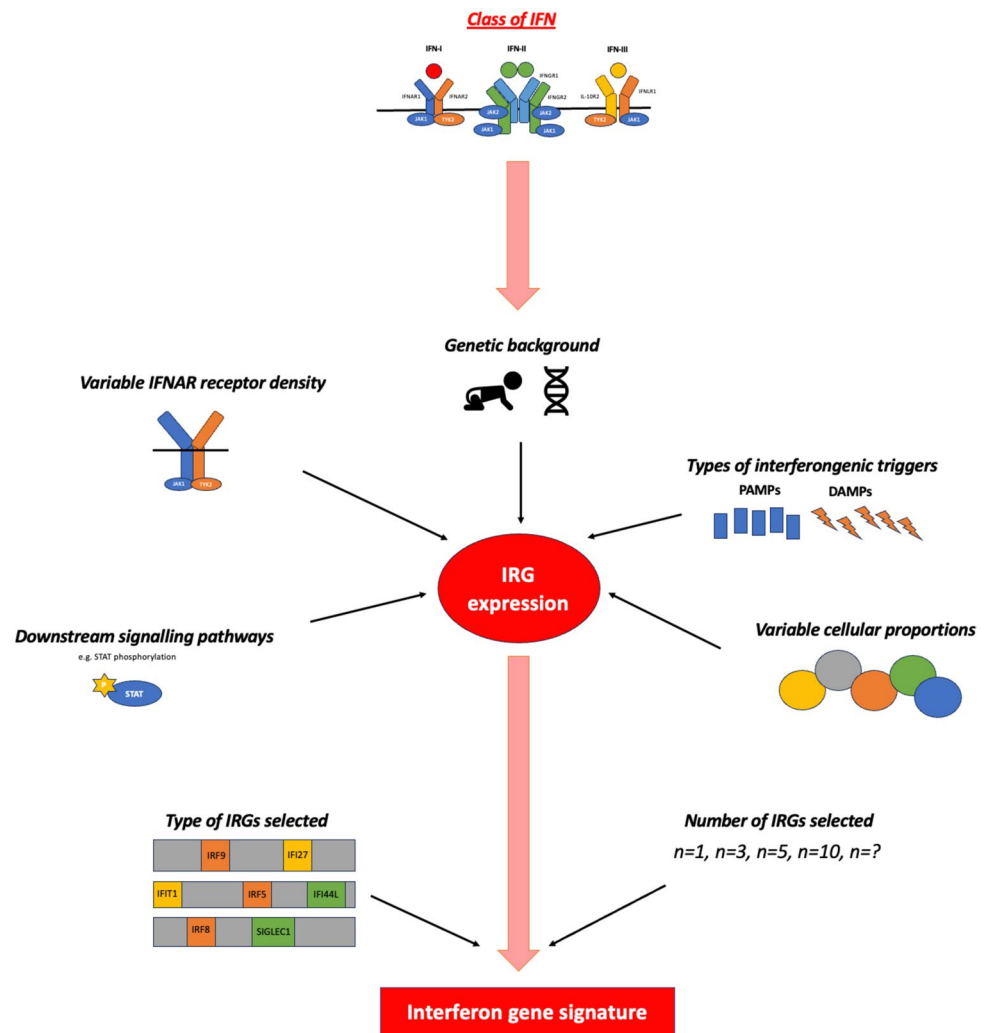 Class of IFN
IFN-I
IFN-II
IFN-III
IFNAR1
IFNAR2
IFNGR1
IFNGR2
IL-10R2
IFNLR1
JAK1
TYK2
JAK2
JAK1
JAK2
JAK1
TYK2
JAK1
Genetic background
Variable IFNAR receptor density
JAK1
TYK2
Types of interferongenic triggers
PAMPs
DAMPs
IRG
expression
Downstream signalling pathways
e.g. STAT phosphorylation
P
STAT
Variable cellular proportions
Type of IRGs selected
IRF9
IFI27
IFIT1
IRF5
IFI44L
IRF8
SIGLEC1
Number of IRGs selected
n=1, n=3, n=5, n=10, n=?
Interferon gene signature